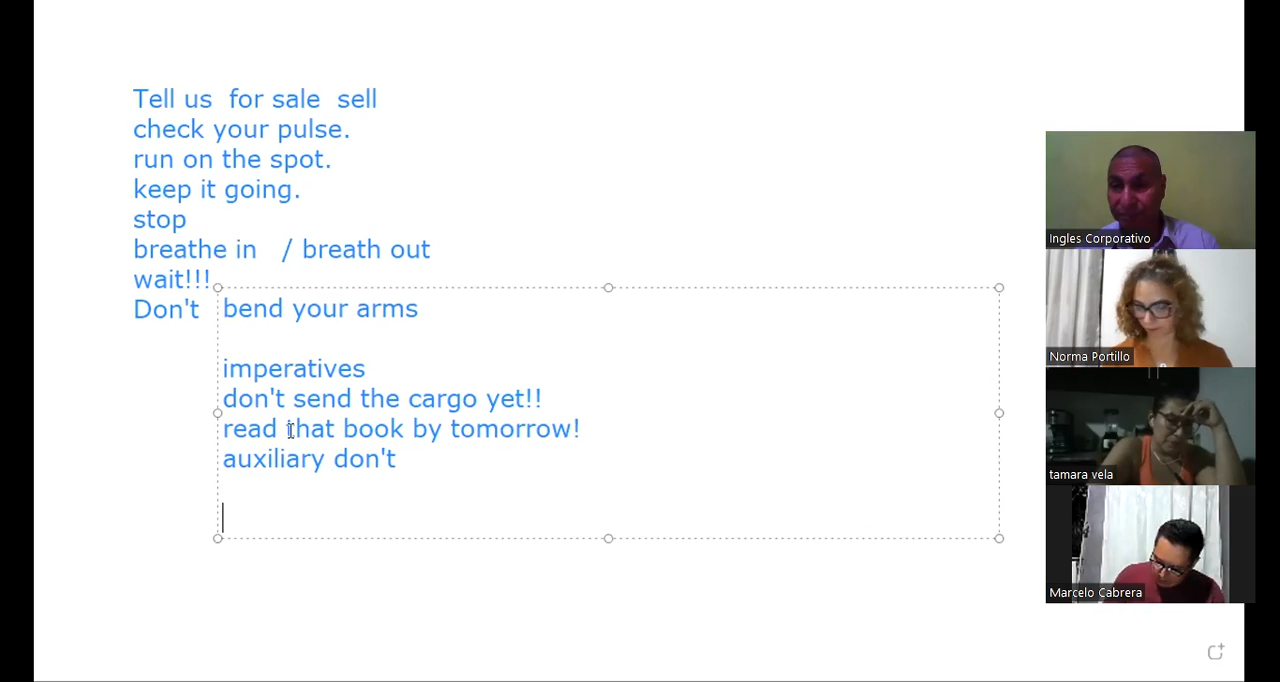 Tell us  for sale  sell
check your pulse.
run on the spot.
keep it going.
stop
breathe in   / breath out
wait!!!
Don't  bend your arms
imperatives
don't send the cargo yet!!
read that book by tomorrow!
auxiliary don't
Ingles Corporativo
Norma Portillo
tamara vela
Marcelo Cabrera